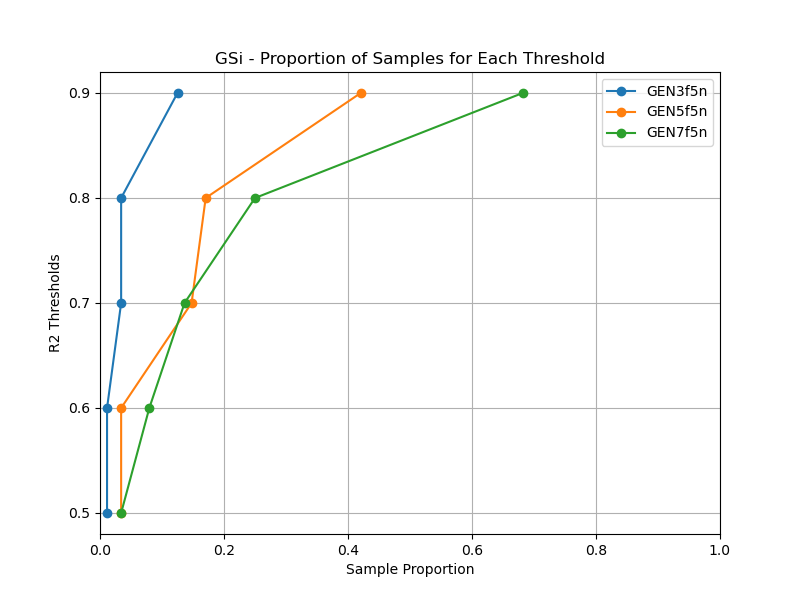 GSi - Proportion of Samples for Each Threshold
GEN3f5n
GEN5f5n
GEN7f5n
R2 Thresholds
0.9
0.8
0.7
0.6
0.5
0.0 0.2 0.4 0.6 0.8 1.0
Sample Proportion